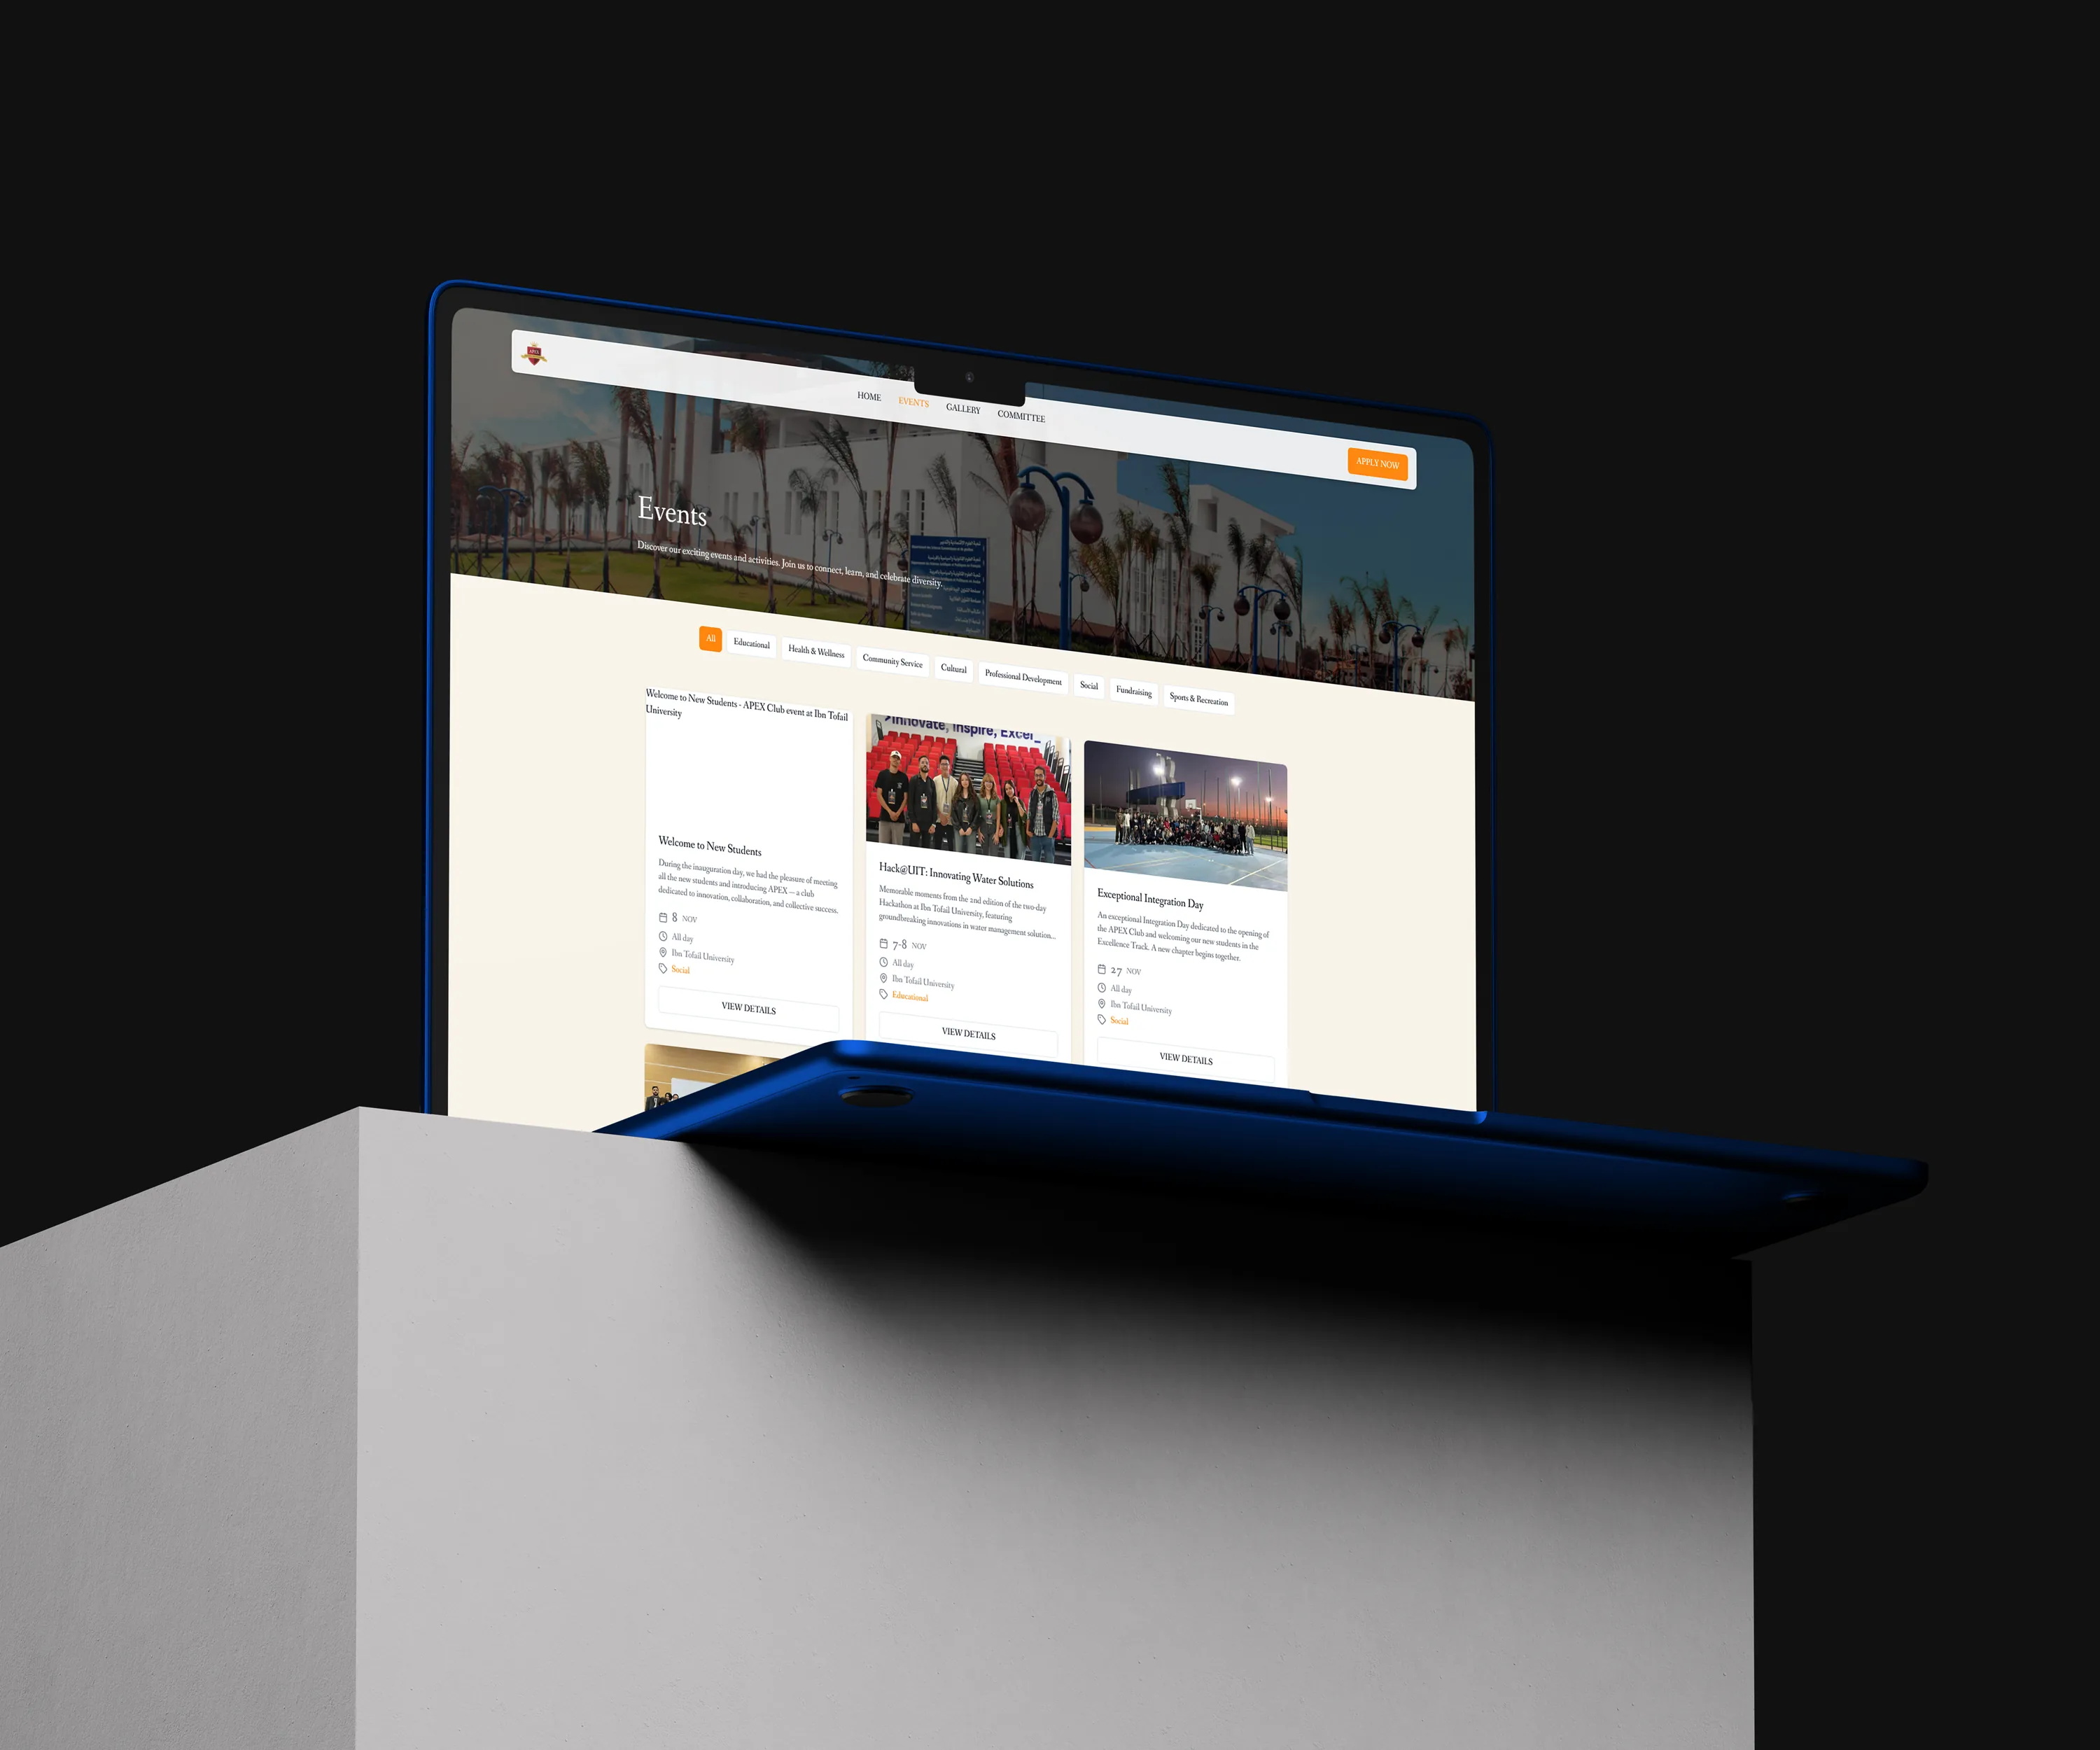 APEX
HOME EVENTS GALLERY COMMITTEE
APPLY NOW
Events
Discover our exciting events and activities. Join us to connect, learn, and celebrate diversity.
All Educational Health & Wellness Community Service Cultural Professional Development Social Fundraising Sports & Recreation
Welcome to New Students - APEX Club event at Ibn Tofail
University
Welcome to New Students
During the inauguration day, we had the pleasure of meeting
all the new students and introducing APEX — a club
dedicated to innovation, collaboration, and collective success.
8 NOV
All day
Ibn Tofail University
Social
VIEW DETAILS
>Innovate, Inspire, Excel_
Hack@UIT: Innovating Water Solutions
Memorable moments from the 2nd edition of the two-day
Hackathon at Ibn Tofail University, featuring
groundbreaking innovations in water management solution...
7-8 NOV
All day
Ibn Tofail University
Educational
VIEW DETAILS
Exceptional Integration Day
An exceptional Integration Day dedicated to the opening of
the APEX Club and welcoming our new students in the
Excellence Track. A new chapter begins together.
27 NOV
All day
Ibn Tofail University
Social
VIEW DETAILS